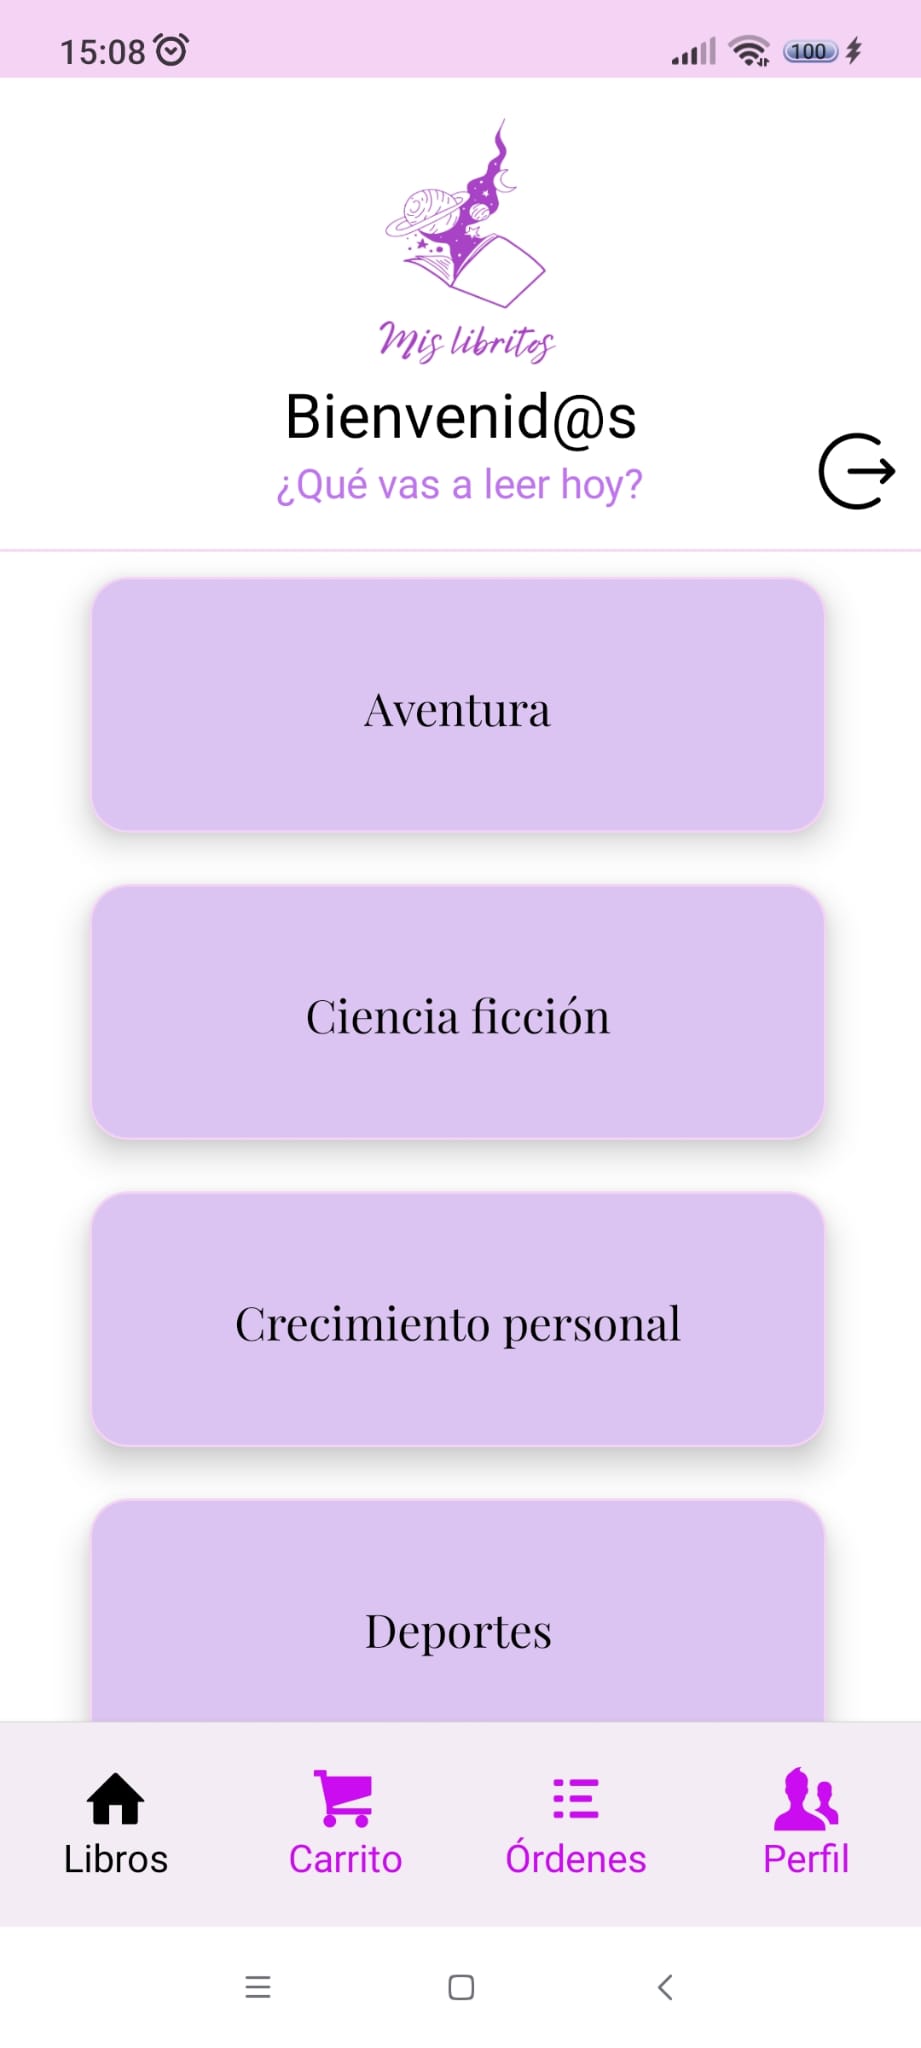 15:08
100
Mis libritos
Bienvenid@s
¿Qué vas a leer hoy?
Aventura
Ciencia ficción
Crecimiento personal
Deportes
Libros
Carrito
Órdenes
Perfil